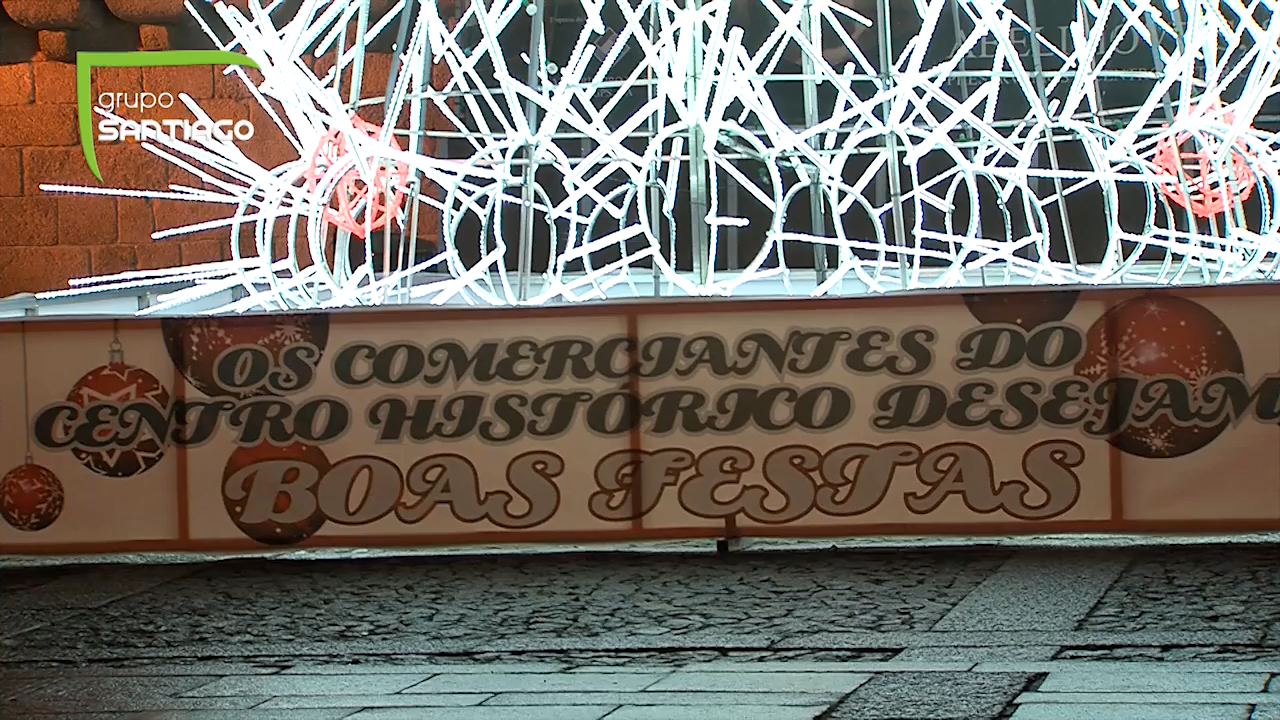 grupo
SANTIAGO
OS COMERCIANTES DO
CENTRO HISTÓRICO DESEJAM
BOAS FESTAS